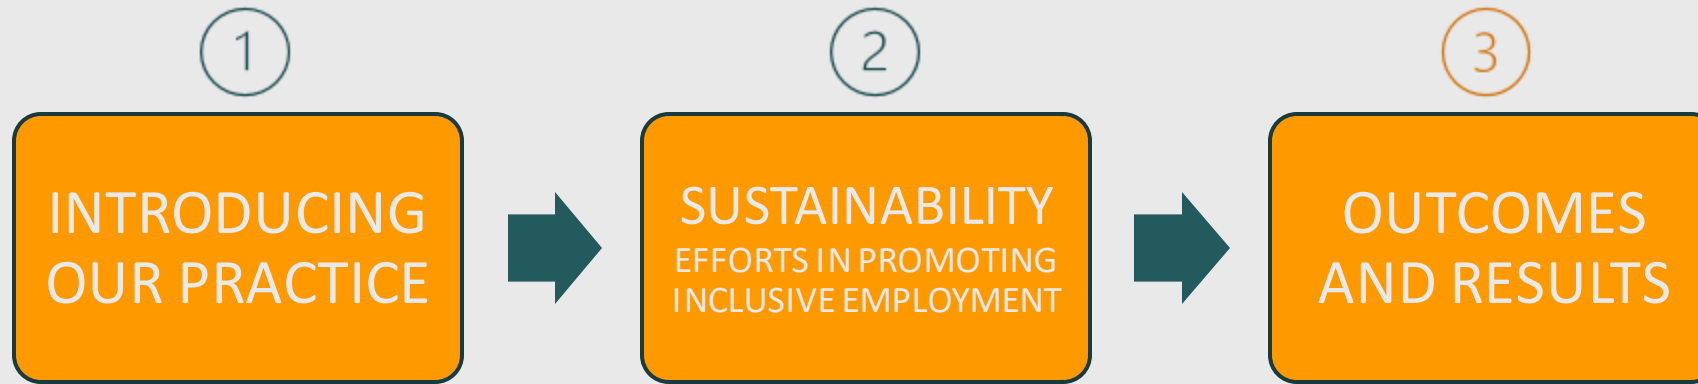 1
INTRODUCING
OUR PRACTICE
2
SUSTAINABILITY
EFFORTS IN PROMOTING
INCLUSIVE EMPLOYMENT
3
OUTCOMES
AND RESULTS